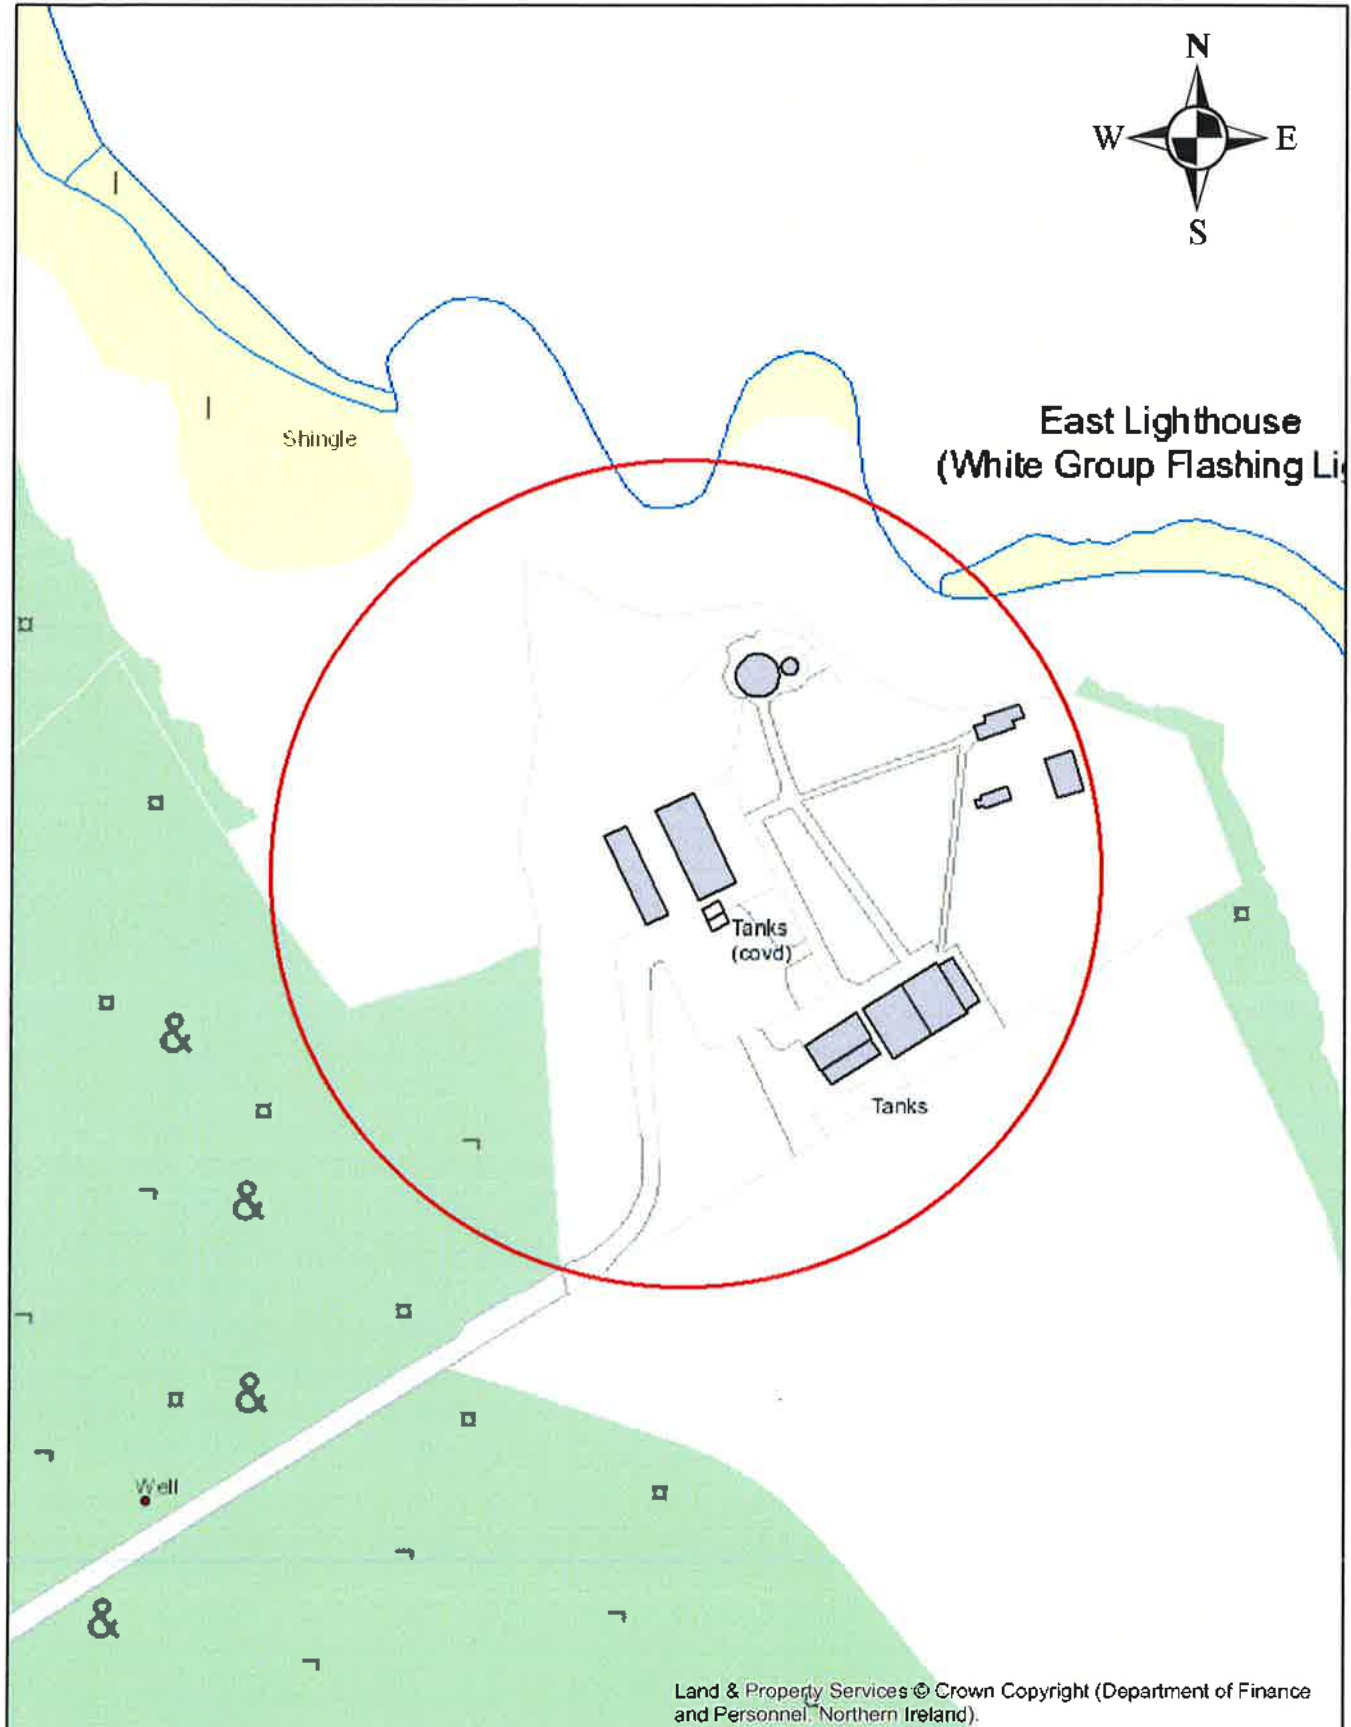 N
W E
S
East Lighthouse
(White Group Flashing
Shingle
Tanks
(covd)
&
Tanks
&
&
Well
&
Land & Property Services © Crown Copyright (Department of Finance
and Personnel, Northern Ireland).